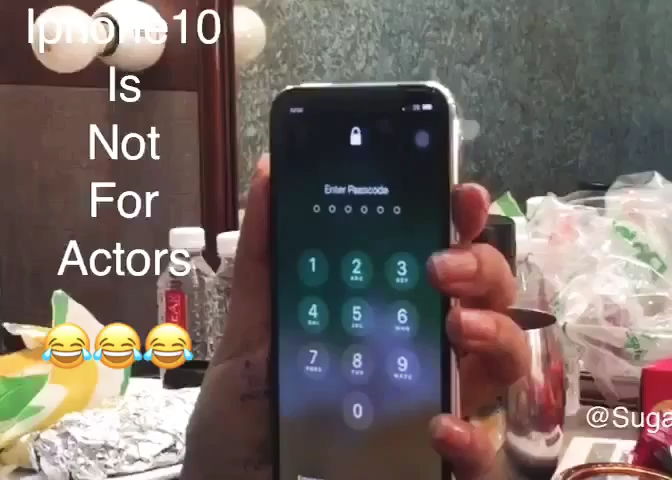 Iphone10
Is
Not
For
Actors
😂😂😂
Enter Passcode
1
2
ABC
3
DEF
4
GHI
5
JKL
6
MNO
7
PQRS
8
TUV
9
WXYZ
0
@Suga